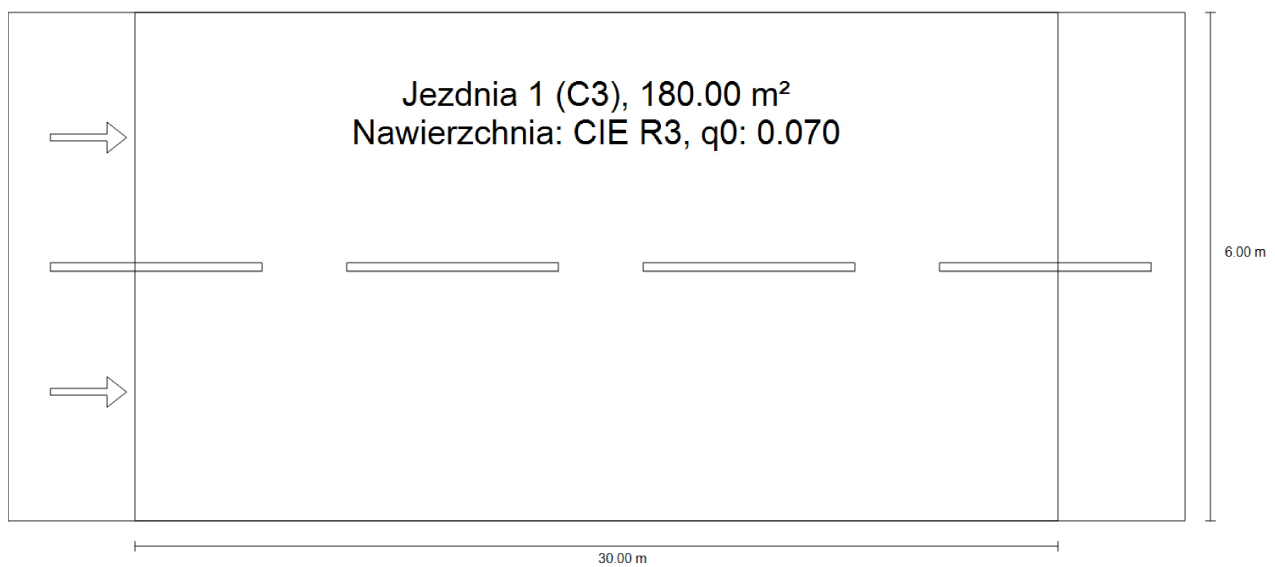 Jezdnia 1 (C3), 180.00 m²
Nawierzchnia: CIE R3, q0: 0.070
6.00 m
30.00 m